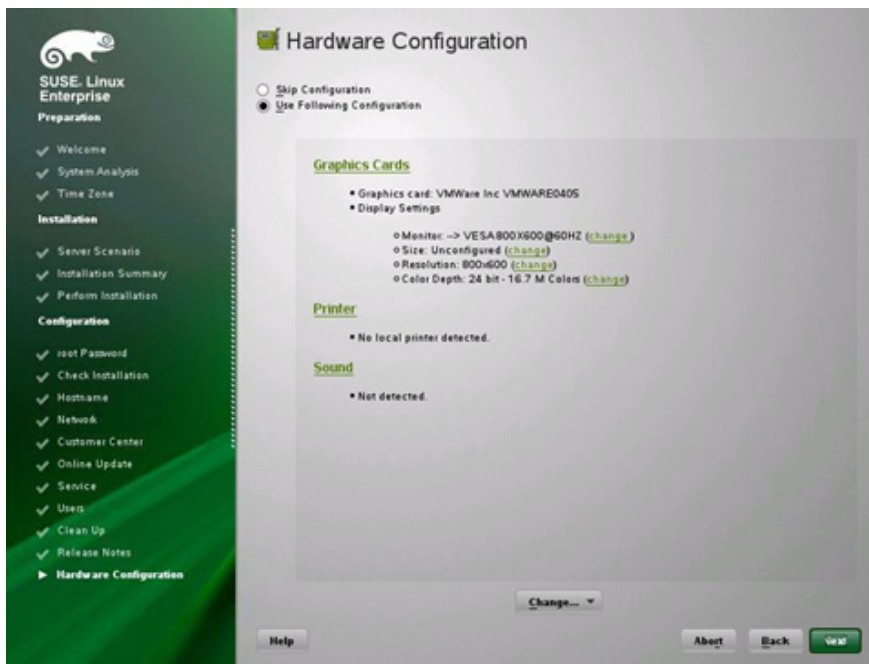 SUSE. Linux
Enterprise
Preparation
Welcome
System Analysis
Time Zone
Installation
Server Scenario
Installation Summary
Perform Installation
Configuration
root Password
Check Installation
Hostname
Network
Customer Center
Online Update
Service
Users
Clean Up
Release Notes
Hardware Configuration
Hardware Configuration
Skip Configuration
Use Following Configuration
Graphics Cards
Graphics card: VMWare Inc VMWARE0405
Display Settings
Monitor: --> VESA 800X600@60HZ (change)
Size: Unconfigured (change)
Resolution: 800x600 (change)
Color Depth: 24 bit - 16.7 M Colors (change)
Printer
No local printer detected.
Sound
Not detected.
Change...
Help
Abort
Back
Next